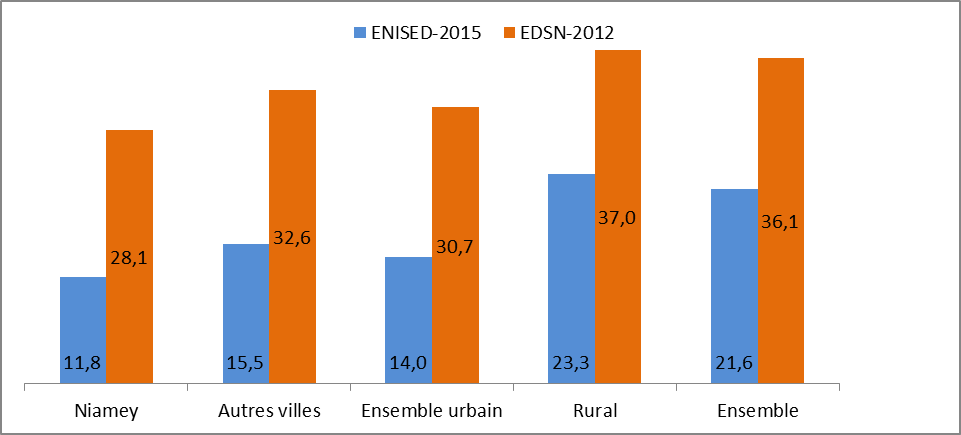 ENISED-2015 EDSN-2012
28,1 32,6 30,7 37,0 36,1
11,8 15,5 14,0 23,3 21,6
Niamey Autres villes Ensemble urbain Rural Ensemble